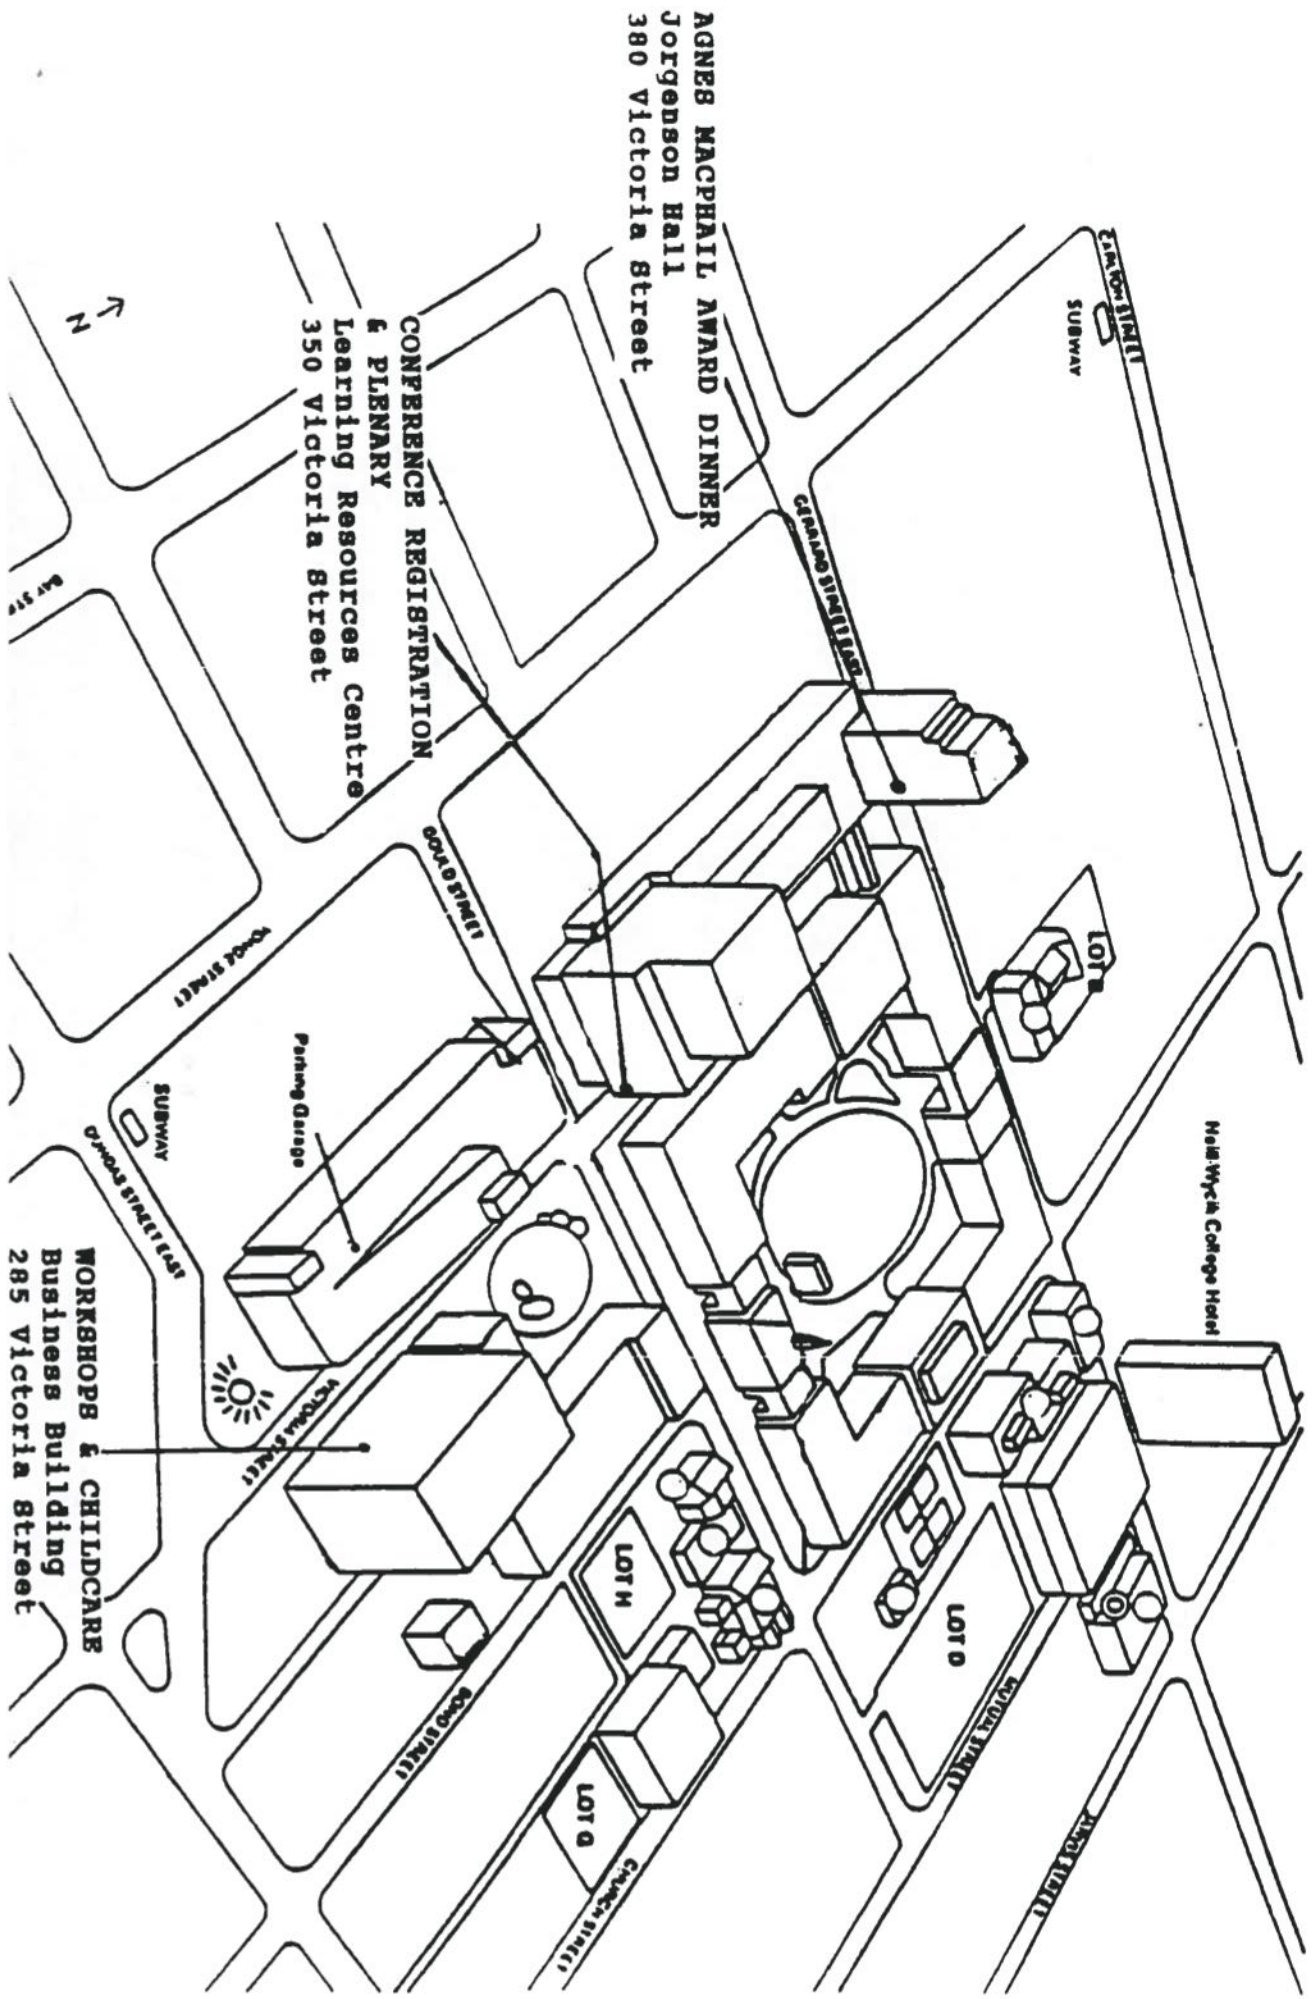 AGNES MACPHAIL AWARD DINNER
Jorgenson Hall
380 Victoria Street
CONFERENCE REGISTRATION
& PLENARY
Learning Resources Centre
350 Victoria Street
WORKSHOPS & CHILDCARE
Business Building
285 Victoria Street
CARLTON STREET
SUBWAY
GERRARD STREET EAST
LOT
Neill-Wycik College Hotel
GOULD STREET
YONGE STREET
Parking Garage
SUBWAY
DUNDAS STREET EAST
VICTORIA STREET
BOND STREET
LOT H
LOT D
LOT Q
CHURCH STREET
MUTUAL STREET
BAY
N